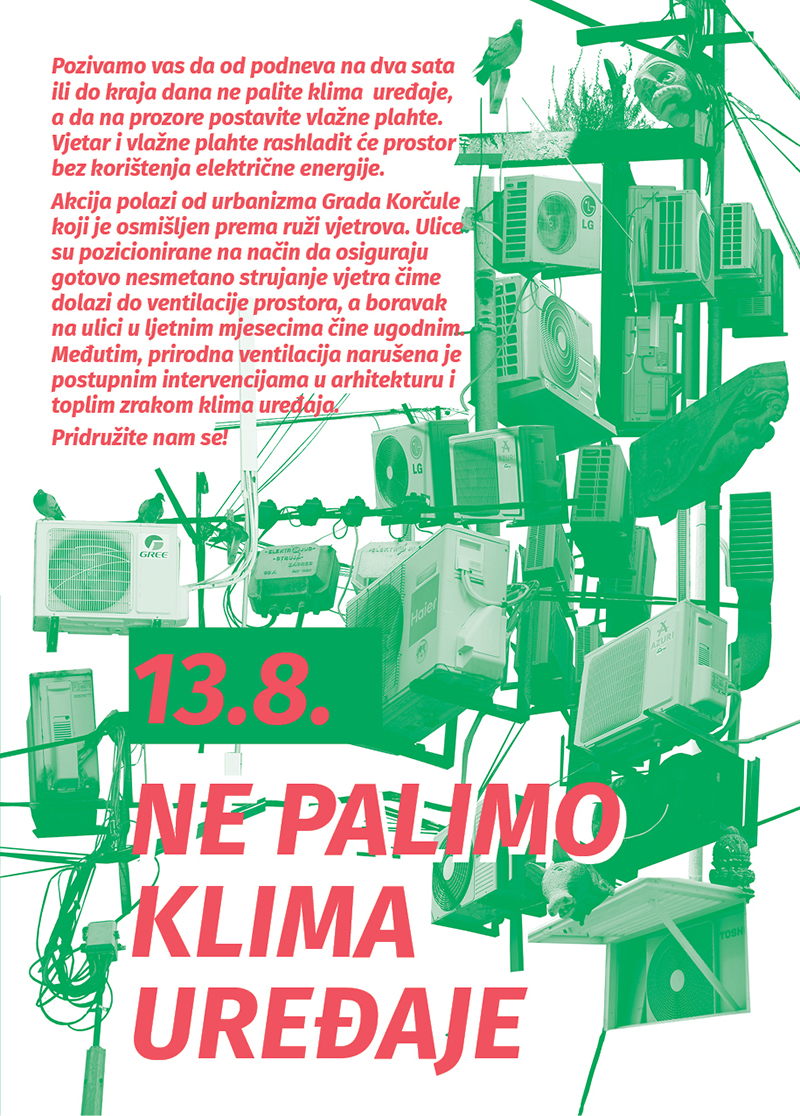 Pozivamo vas da od podneva na dva sata
ili do kraja dana ne palite klima uređaje,
a da na prozore postavite vlažne plahte.
Vjetar i vlažne plahte rashladit će prostor
bez korištenja električne energije.
Akcija polazi od urbanizma Grada Korčule
koji je osmišljen prema ruži vjetrova. Ulice
su pozicionirane na način da osiguraju
gotovo nesmetano strujanje vjetra čime
dolazi do ventilacije prostora, a boravak
na ulici u ljetnim mjesecima čine ugodnim.
Međutim, prirodna ventilacija narušena je
postupnim intervencijama u arhitekturu i
toplim zrakom klima uređaja.
Pridružite nam se!
LG
LG
AZURI
GREE
Haier
AZURI
13.8.
NE PALIMO
KLIMA
UREĐAJE